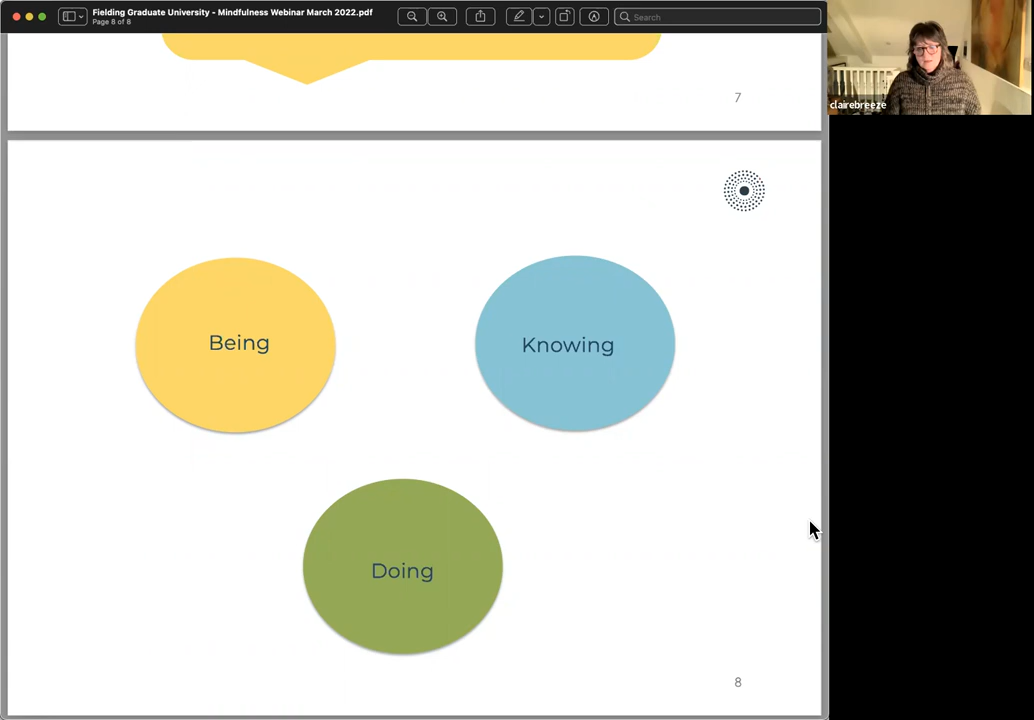 Fielding Graduate University - Mindfulness Webinar March 2022.pdf
Page 8 of 8
Search
clairebreeze
7
Being
Knowing
Doing
8